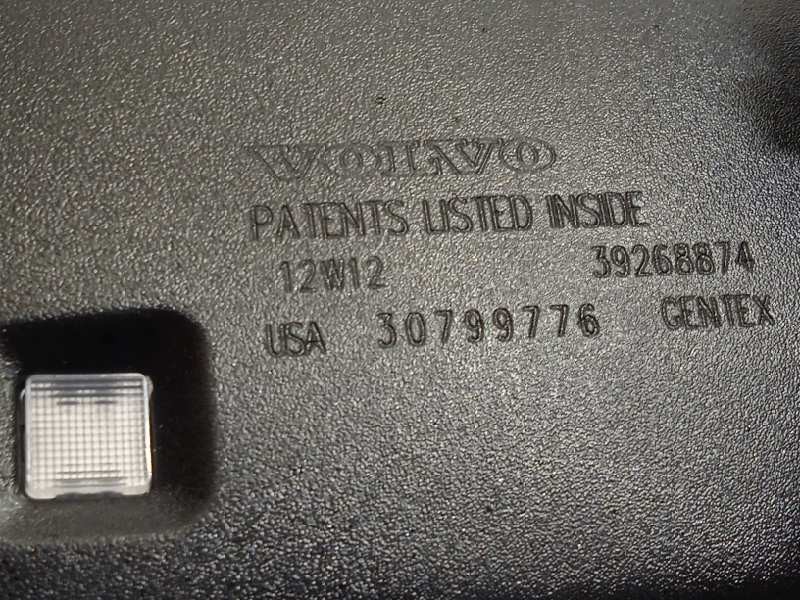 VOLVO
PATENTS LISTED INSIDE
12W12 39268874
USA 30799776 GENTEX